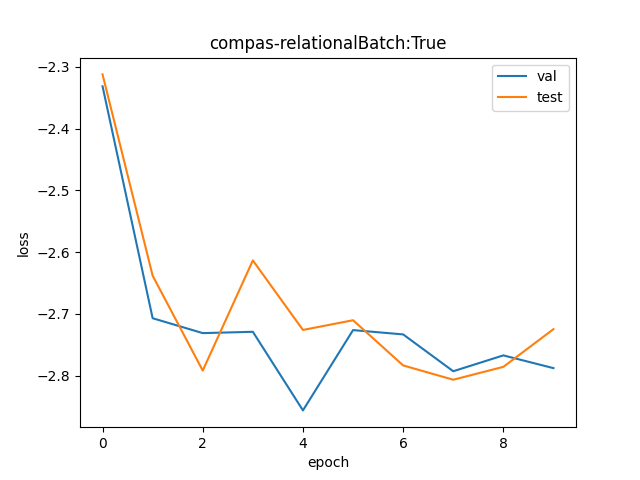 compas-relationalBatch:True
val
test
loss
−2.3
−2.4
−2.5
−2.6
−2.7
−2.8
0 2 4 6 8
epoch